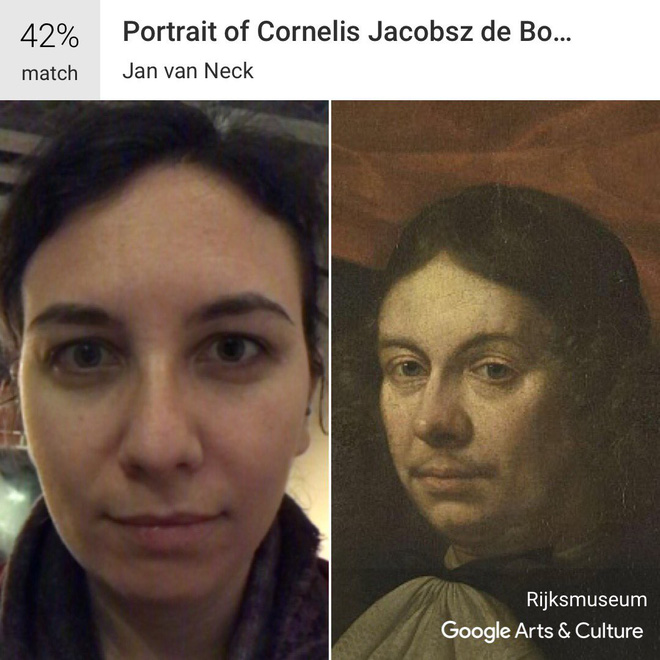 42%
match
Portrait of Cornelis Jacobsz de Bo...
Jan van Neck
Rijksmuseum
Google Arts & Culture